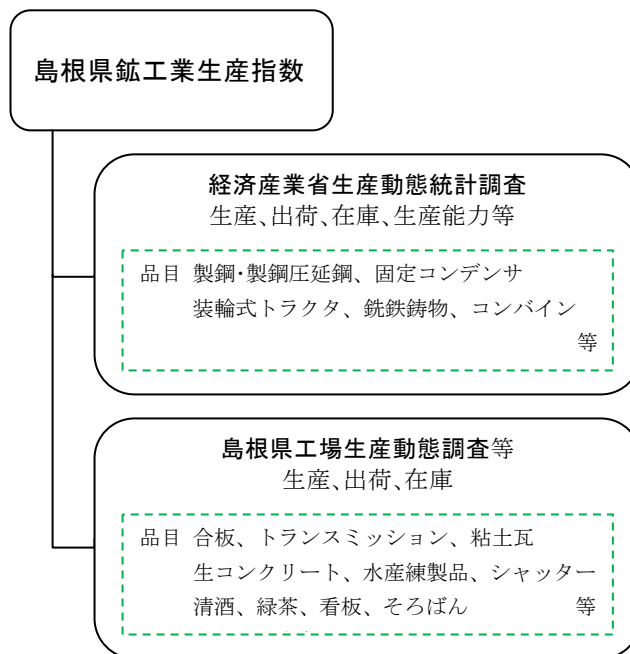 島根県鉱工業生産指数
経済産業省生産動態統計調査
生産、出荷、在庫、生産能力等
品目 製鋼･製鋼圧延鋼、固定コンデンサ
装輪式トラクタ、銑鉄鋳物、コンバイン
等
島根県工場生産動態調査等
生産、出荷、在庫
品目 合板、トランスミッション、粘土瓦
生コンクリート、水産練製品、シャッター
清酒、緑茶、看板、そろばん 等